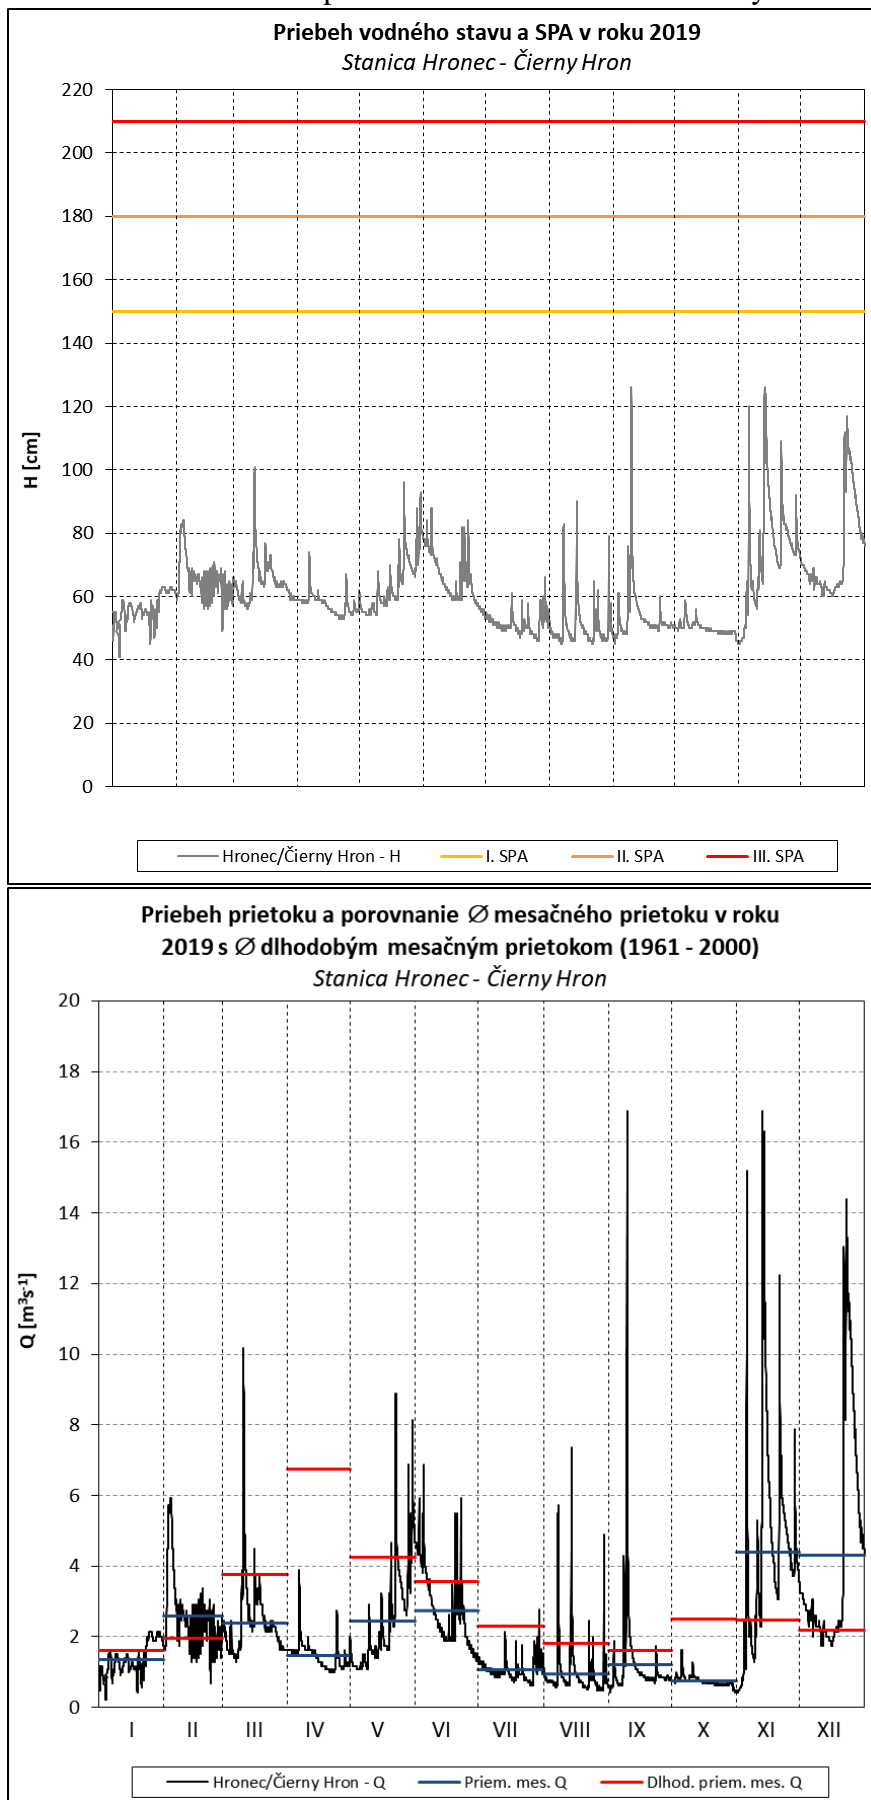 Priebeh vodného stavu a SPA v roku 2019
Stanica Hronec - Čierny Hron
220
200
180
160
140
120
100
80
60
40
20
0
H [cm]
Hronec/Čierny Hron - H I. SPA II. SPA III. SPA
Priebeh prietoku a porovnanie Ø mesačného prietoku v roku
2019 s Ø dlhodobým mesačným prietokom (1961 - 2000)
Stanica Hronec - Čierny Hron
20
18
16
14
12
10
8
6
4
2
0
Q [m³s⁻¹]
I II III IV V VI VII VIII IX X XI XII
Hronec/Čierny Hron - Q Priem. mes. Q Dlhod. priem. mes. Q